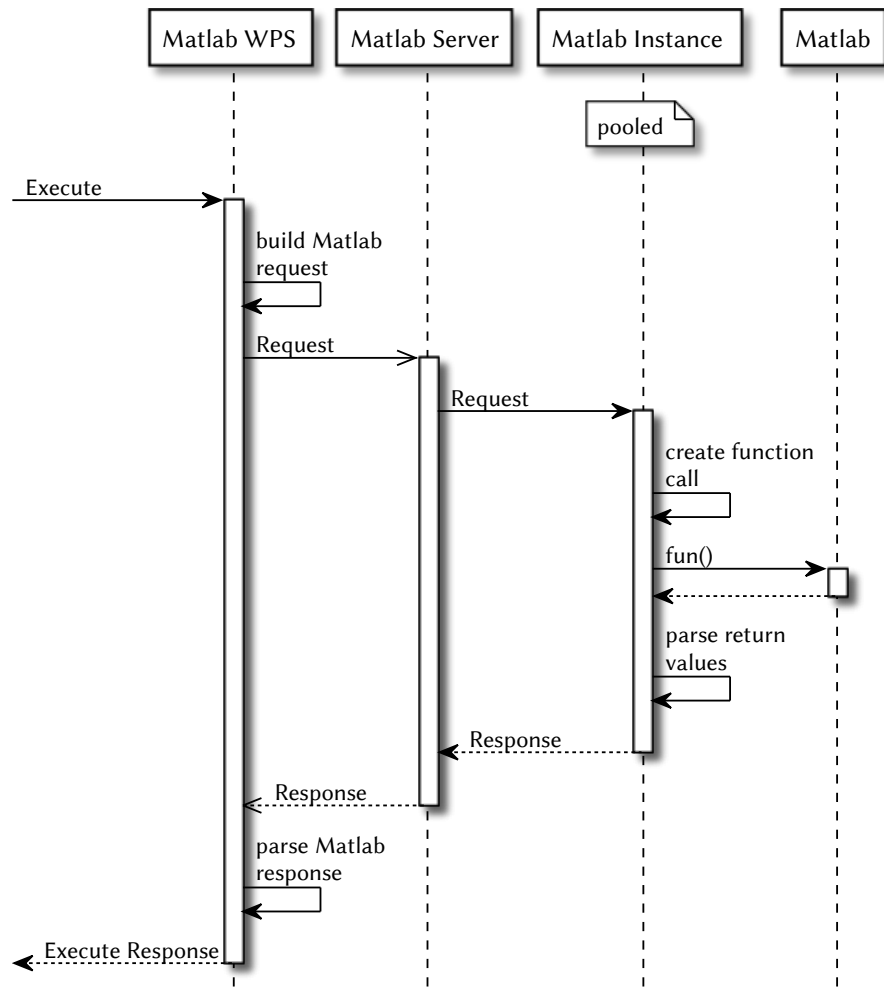 Matlab WPS
Matlab Server
Matlab Instance
Matlab
pooled
Execute
build Matlab
request
Request
Request
create function
call
fun()
parse return
values
Response
Response
parse Matlab
response
Execute Response